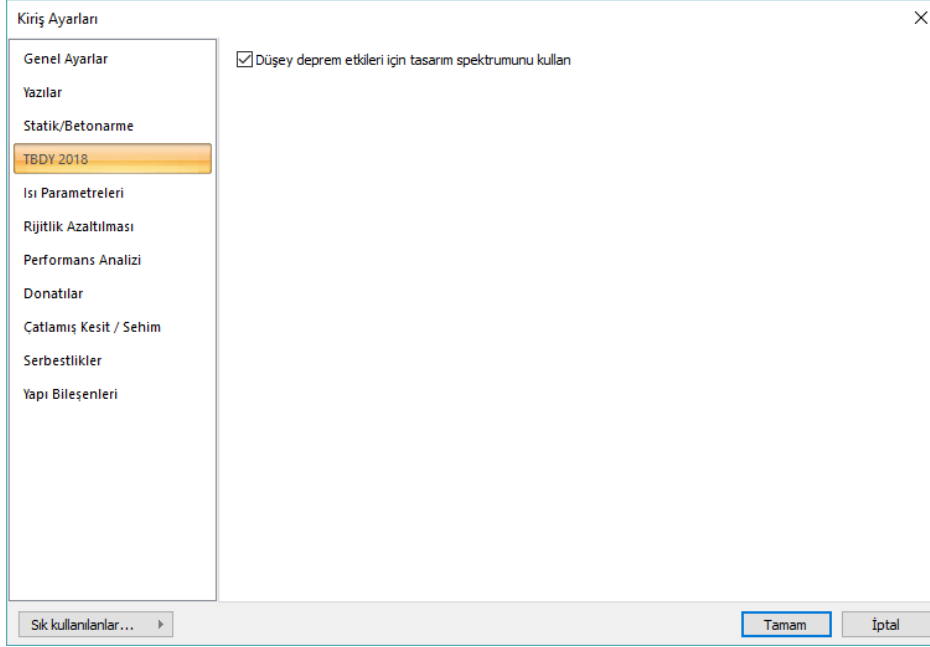 Kiriş Ayarları
Genel Ayarlar
Yazılar
Statik/Betonarme
TBDY 2018
Isı Parametreleri
Rijitlik Azaltılması
Performans Analizi
Donatılar
Çatlamış Kesit / Sehim
Serbestlikler
Yapı Bileşenleri
Düşey deprem etkileri için tasarım spektrumunu kullan
Sık kullanılanlar...
Tamam
İptal